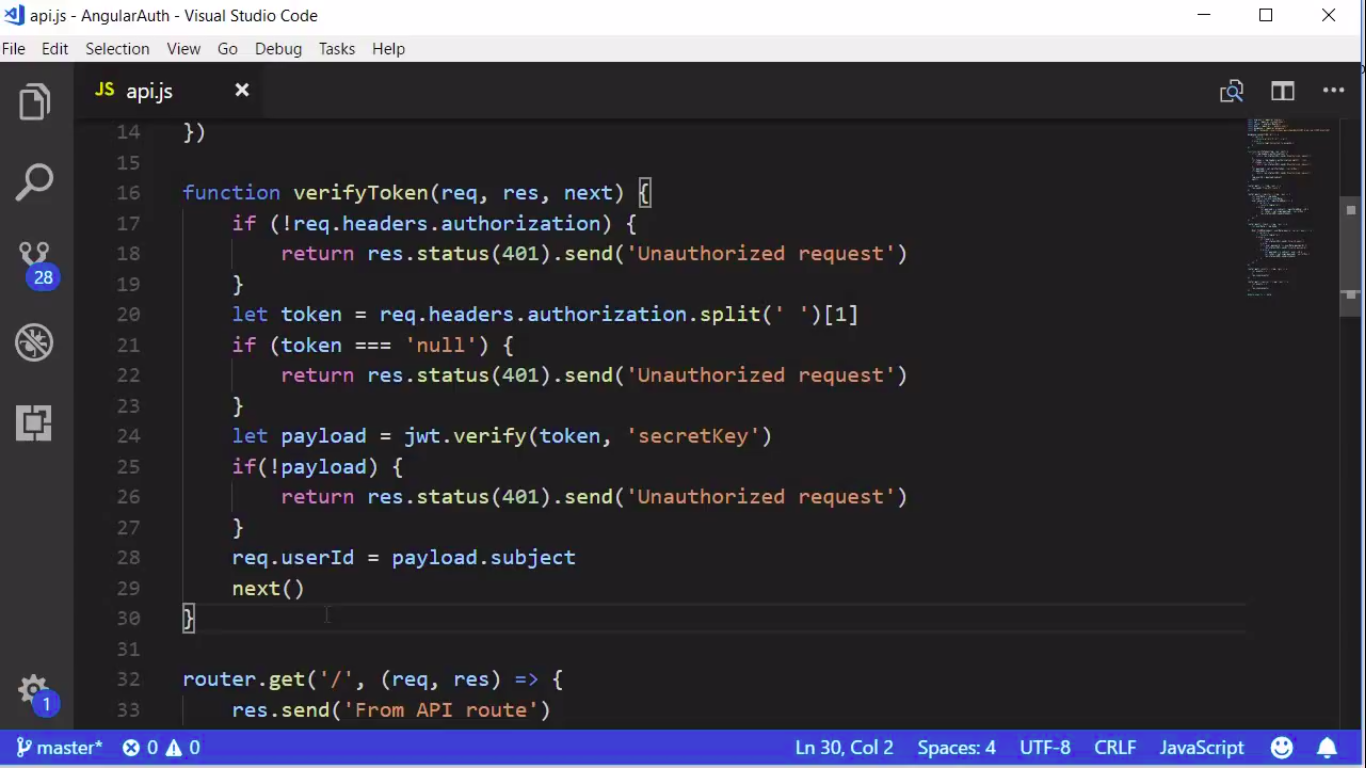 api.js - AngularAuth - Visual Studio Code
File Edit Selection View Go Debug Tasks Help
JS api.js
14 })
15
16 function verifyToken(req, res, next) {
17 if (!req.headers.authorization) {
18 return res.status(401).send('Unauthorized request')
19 }
20 let token = req.headers.authorization.split(' ')[1]
21 if (token === 'null') {
22 return res.status(401).send('Unauthorized request')
23 }
24 let payload = jwt.verify(token, 'secretKey')
25 if(!payload) {
26 return res.status(401).send('Unauthorized request')
27 }
28 req.userId = payload.subject
29 next()
30 }
31
32 router.get('/', (req, res) => {
33 res.send('From API route')
28
1
master* 0 0 Ln 30, Col 2 Spaces: 4 UTF-8 CRLF JavaScript